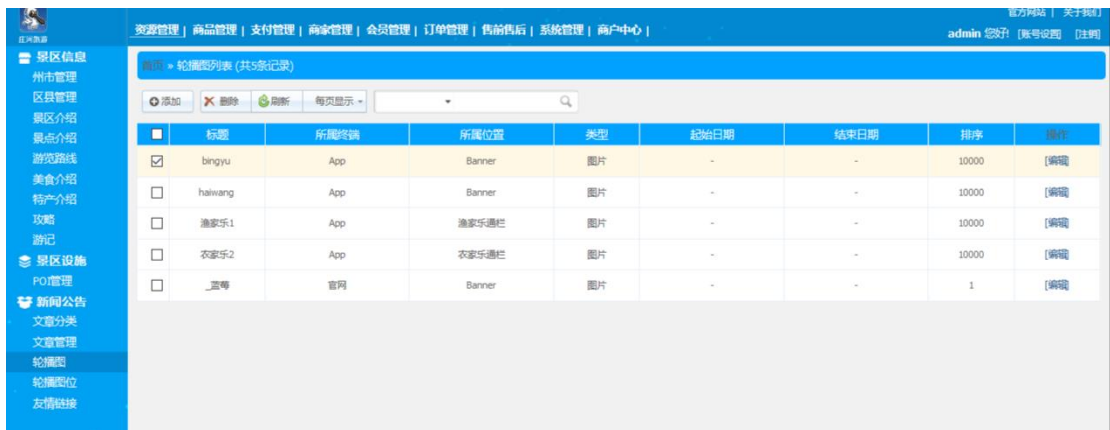 官方网站 | 关于我们
庄河旅游
资源管理 | 商品管理 | 支付管理 | 商家管理 | 会员管理 | 订单管理 | 售前售后 | 系统管理 | 商户中心 |
admin 您好! [账号设置] [注销]
景区信息
州市管理
区县管理
景区介绍
景点介绍
游览路线
美食介绍
特产介绍
攻略
游记
景区设施
POI管理
新闻公告
文章分类
文章管理
轮播图
轮播图位
友情链接
首页 » 轮播图列表 (共5条记录)
添加 删除 刷新 每页显示
标题 所属终端 所属位置 类型 起始日期 结束日期 排序 操作
bingyu App Banner 图片 - - 10000 [编辑]
haiwang App Banner 图片 - - 10000 [编辑]
渔家乐1 App 渔家乐通栏 图片 - - 10000 [编辑]
农家乐2 App 农家乐通栏 图片 - - 10000 [编辑]
_蓝莓 官网 Banner 图片 - - 1 [编辑]